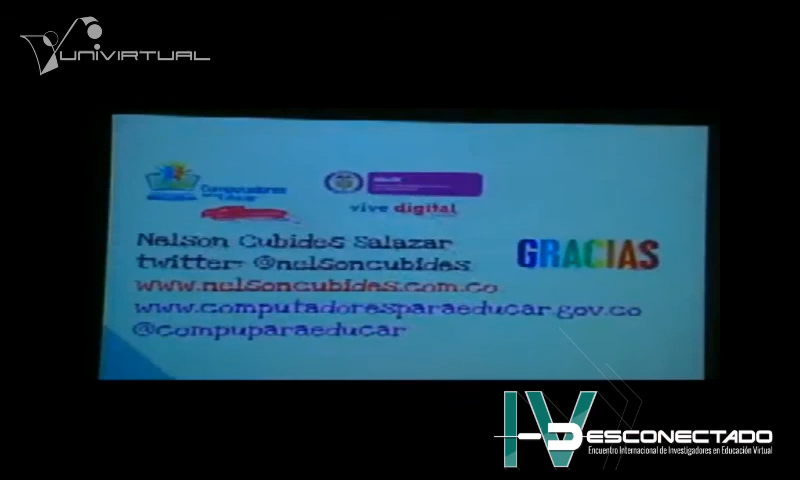 UNIVIRTUAL
Computadores
para Educar
vive digital
Nelson Cubides Salazar
twitter- @nelsoncubides
www.nelsoncubides.com.co
www.computadoresparaeducar.gov.co
@compuparaeducar
GRACIAS
IV
DESCONECTADO
Encuentro Internacional de Investigadores en Educación Virtual